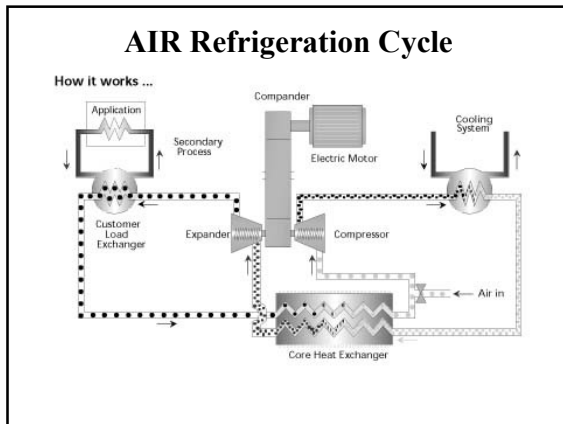 AIR Refrigeration Cycle
How it works ...
Application
Secondary
Process
Customer
Load
Exchanger
Compander
Electric Motor
Expander
Compressor
Cooling
System
Air in
Core Heat Exchanger